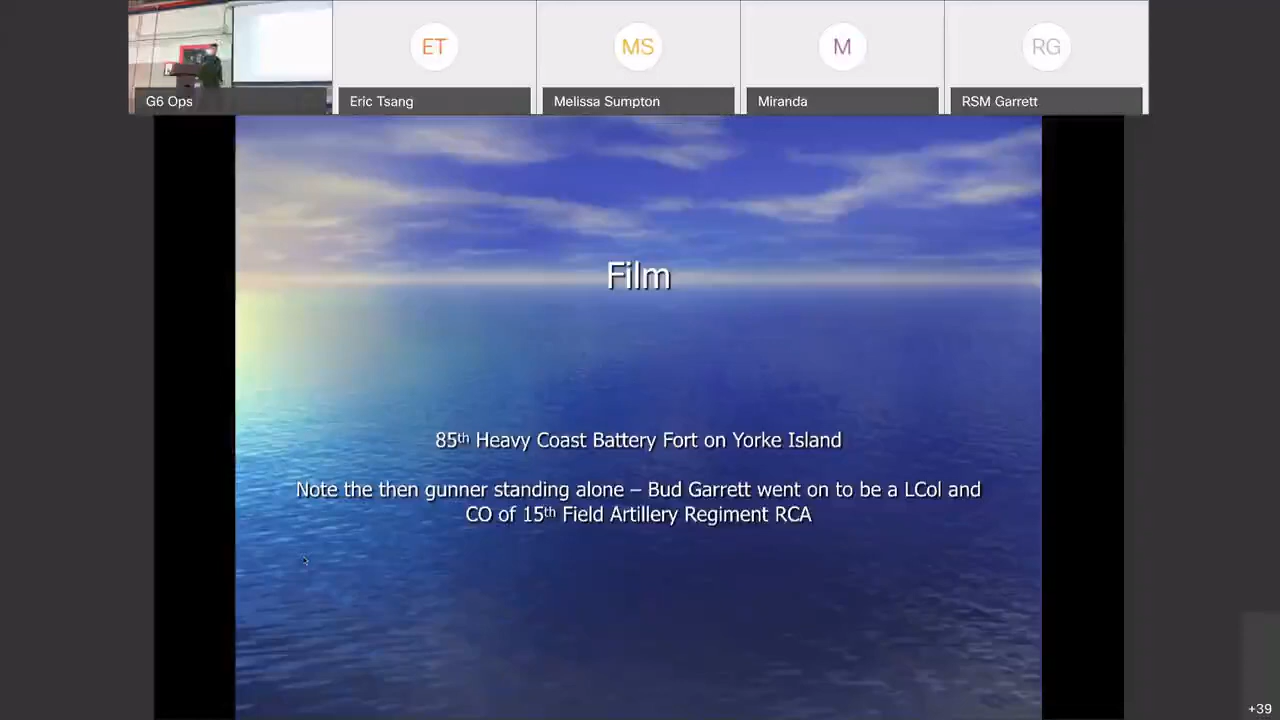 ET
MS
M
RG
G6 Ops
Eric Tsang
Melissa Sumpton
Miranda
RSM Garrett
Film
85th Heavy Coast Battery Fort on Yorke Island
Note the then gunner standing alone – Bud Garrett went on to be a LCol and
CO of 15th Field Artillery Regiment RCA
+39